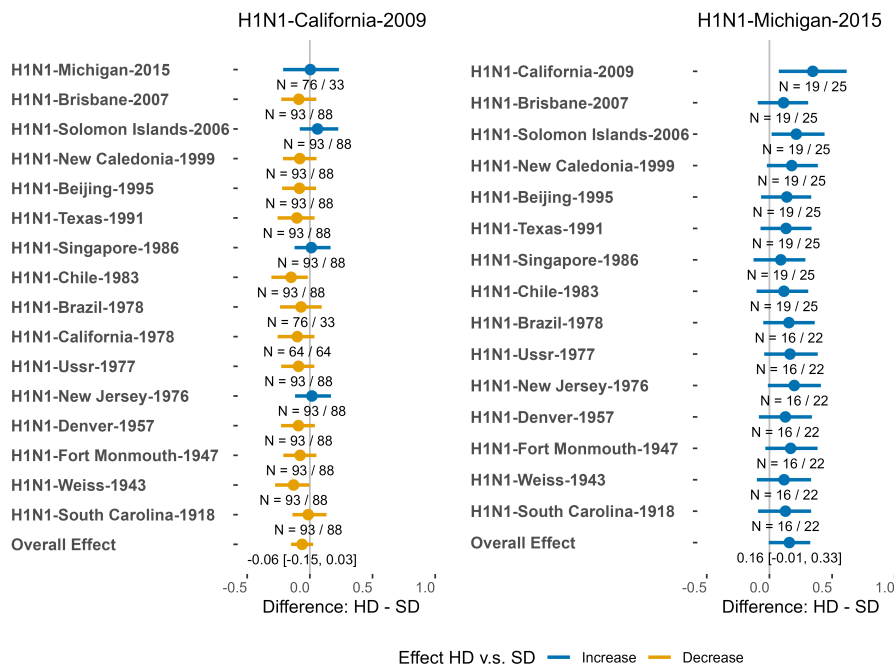 H1N1-California-2009
H1N1-Michigan-2015
N = 76 / 33
H1N1-Brisbane-2007
N = 93 / 88
H1N1-Solomon Islands-2006
N = 93 / 88
H1N1-New Caledonia-1999
N = 93 / 88
H1N1-Beijing-1995
N = 93 / 88
H1N1-Texas-1991
N = 93 / 88
H1N1-Singapore-1986
N = 93 / 88
H1N1-Chile-1983
N = 93 / 88
H1N1-Brazil-1978
N = 76 / 33
H1N1-California-1978
N = 64 / 64
H1N1-Ussr-1977
N = 93 / 88
H1N1-New Jersey-1976
N = 93 / 88
H1N1-Denver-1957
N = 93 / 88
H1N1-Fort Monmouth-1947
N = 93 / 88
H1N1-Weiss-1943
N = 93 / 88
H1N1-South Carolina-1918
N = 93 / 88
Overall Effect
-0.06 [-0.15, 0.03]
-0.5 0.0 0.5 1.0
Difference: HD - SD
H1N1-Michigan-2015
H1N1-California-2009
N = 19 / 25
H1N1-Brisbane-2007
N = 19 / 25
H1N1-Solomon Islands-2006
N = 19 / 25
H1N1-New Caledonia-1999
N = 19 / 25
H1N1-Beijing-1995
N = 19 / 25
H1N1-Texas-1991
N = 19 / 25
H1N1-Singapore-1986
N = 19 / 25
H1N1-Chile-1983
N = 19 / 25
H1N1-Brazil-1978
N = 16 / 22
H1N1-Ussr-1977
N = 16 / 22
H1N1-New Jersey-1976
N = 16 / 22
H1N1-Denver-1957
N = 16 / 22
H1N1-Fort Monmouth-1947
N = 16 / 22
H1N1-Weiss-1943
N = 16 / 22
H1N1-South Carolina-1918
N = 16 / 22
Overall Effect
0.16 [-0.01, 0.33]
-0.5 0.0 0.5 1.0
Difference: HD - SD
Effect HD v.s. SD Increase Decrease